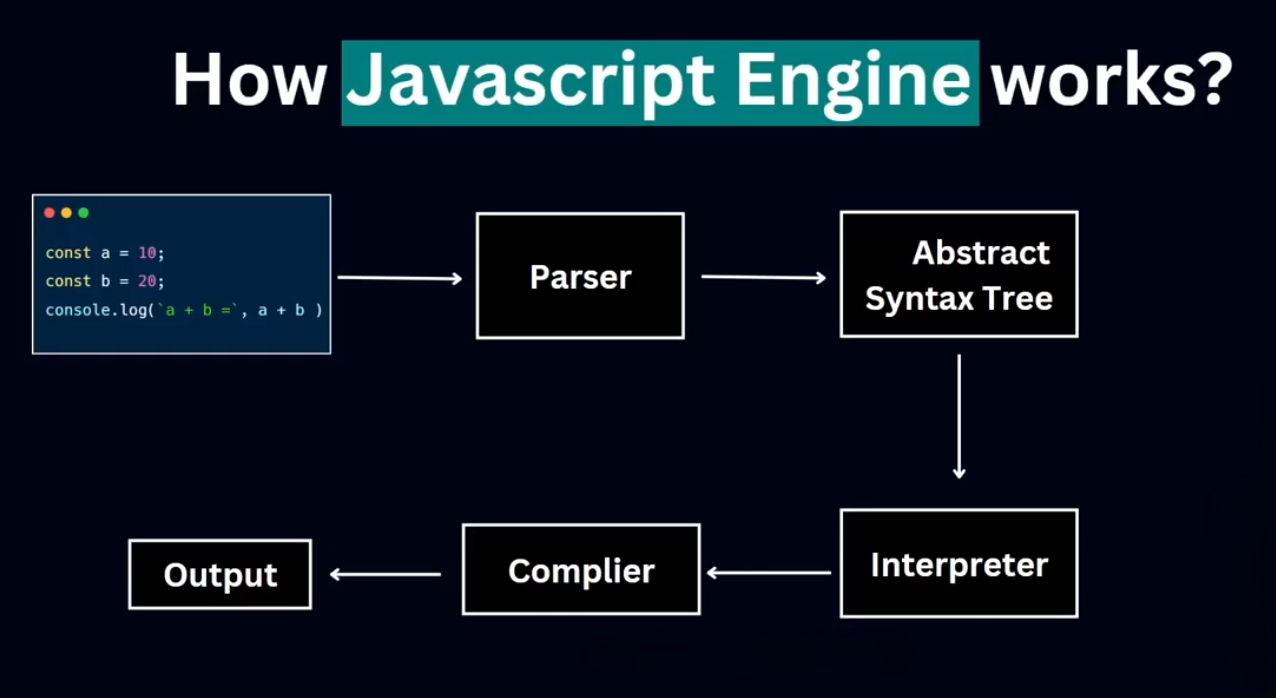 How Javascript Engine works?
const a = 10;
const b = 20;
console.log(`a + b =`, a + b )
Parser
Abstract
Syntax Tree
Interpreter
Complier
Output